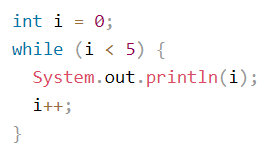 int i = 0;
while (i < 5) {
  System.out.println(i);
  i++;
}